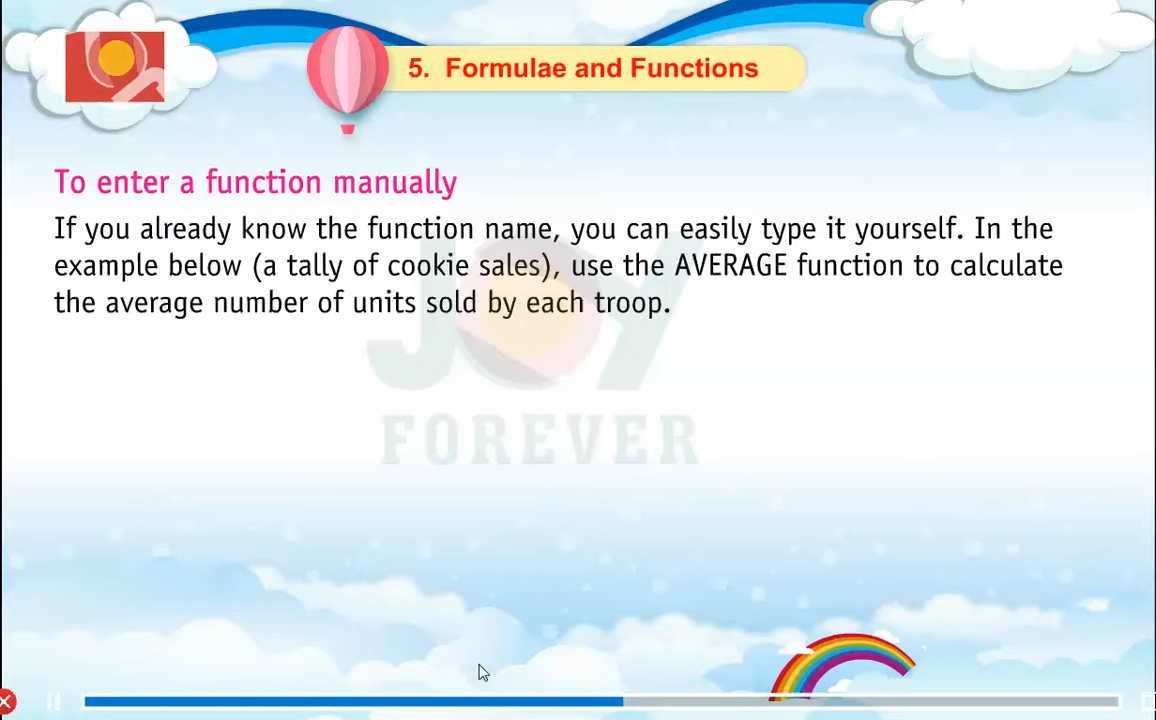 5. Formulae and Functions
To enter a function manually
If you already know the function name, you can easily type it yourself. In the
example below (a tally of cookie sales), use the AVERAGE function to calculate
the average number of units sold by each troop.
JOY
FOREVER